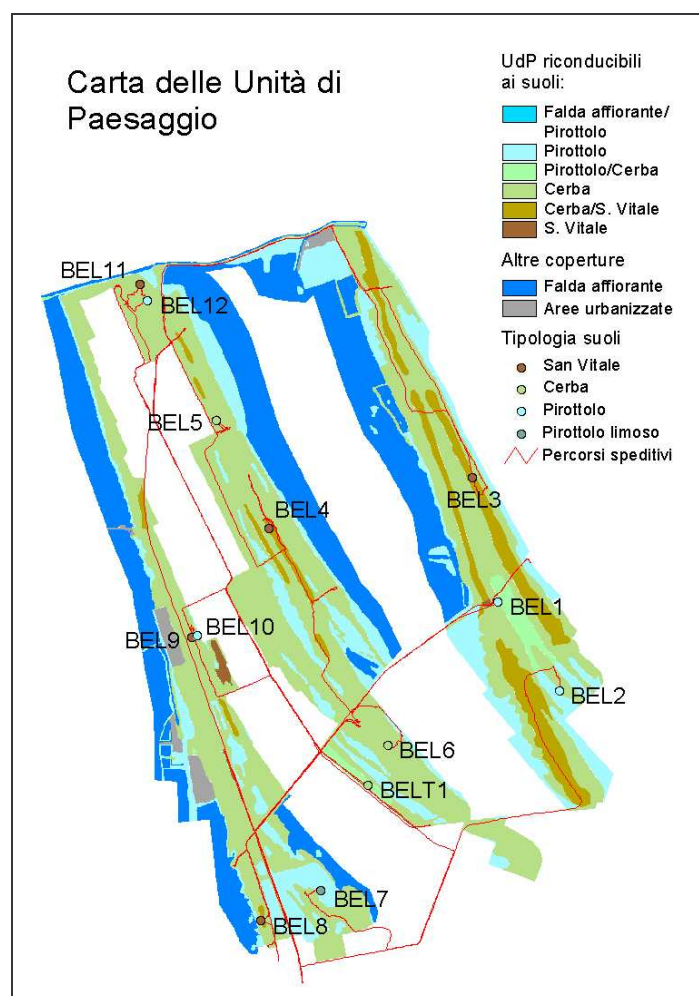 Carta delle Unità di
Paesaggio
UdP riconducibili
ai suoli:
Falda affiorante/
Pirottolo
Pirottolo
Pirottolo/Cerba
Cerba
Cerba/S. Vitale
S. Vitale
Altre coperture
Falda affiorante
Aree urbanizzate
Tipologia suoli
San Vitale
Cerba
Pirottolo
Pirottolo limoso
Percorsi speditivi
BEL11
BEL12
BEL5
BEL3
BEL4
BEL1
BEL10
BEL9
BEL2
BEL6
BELT1
BEL7
BEL8